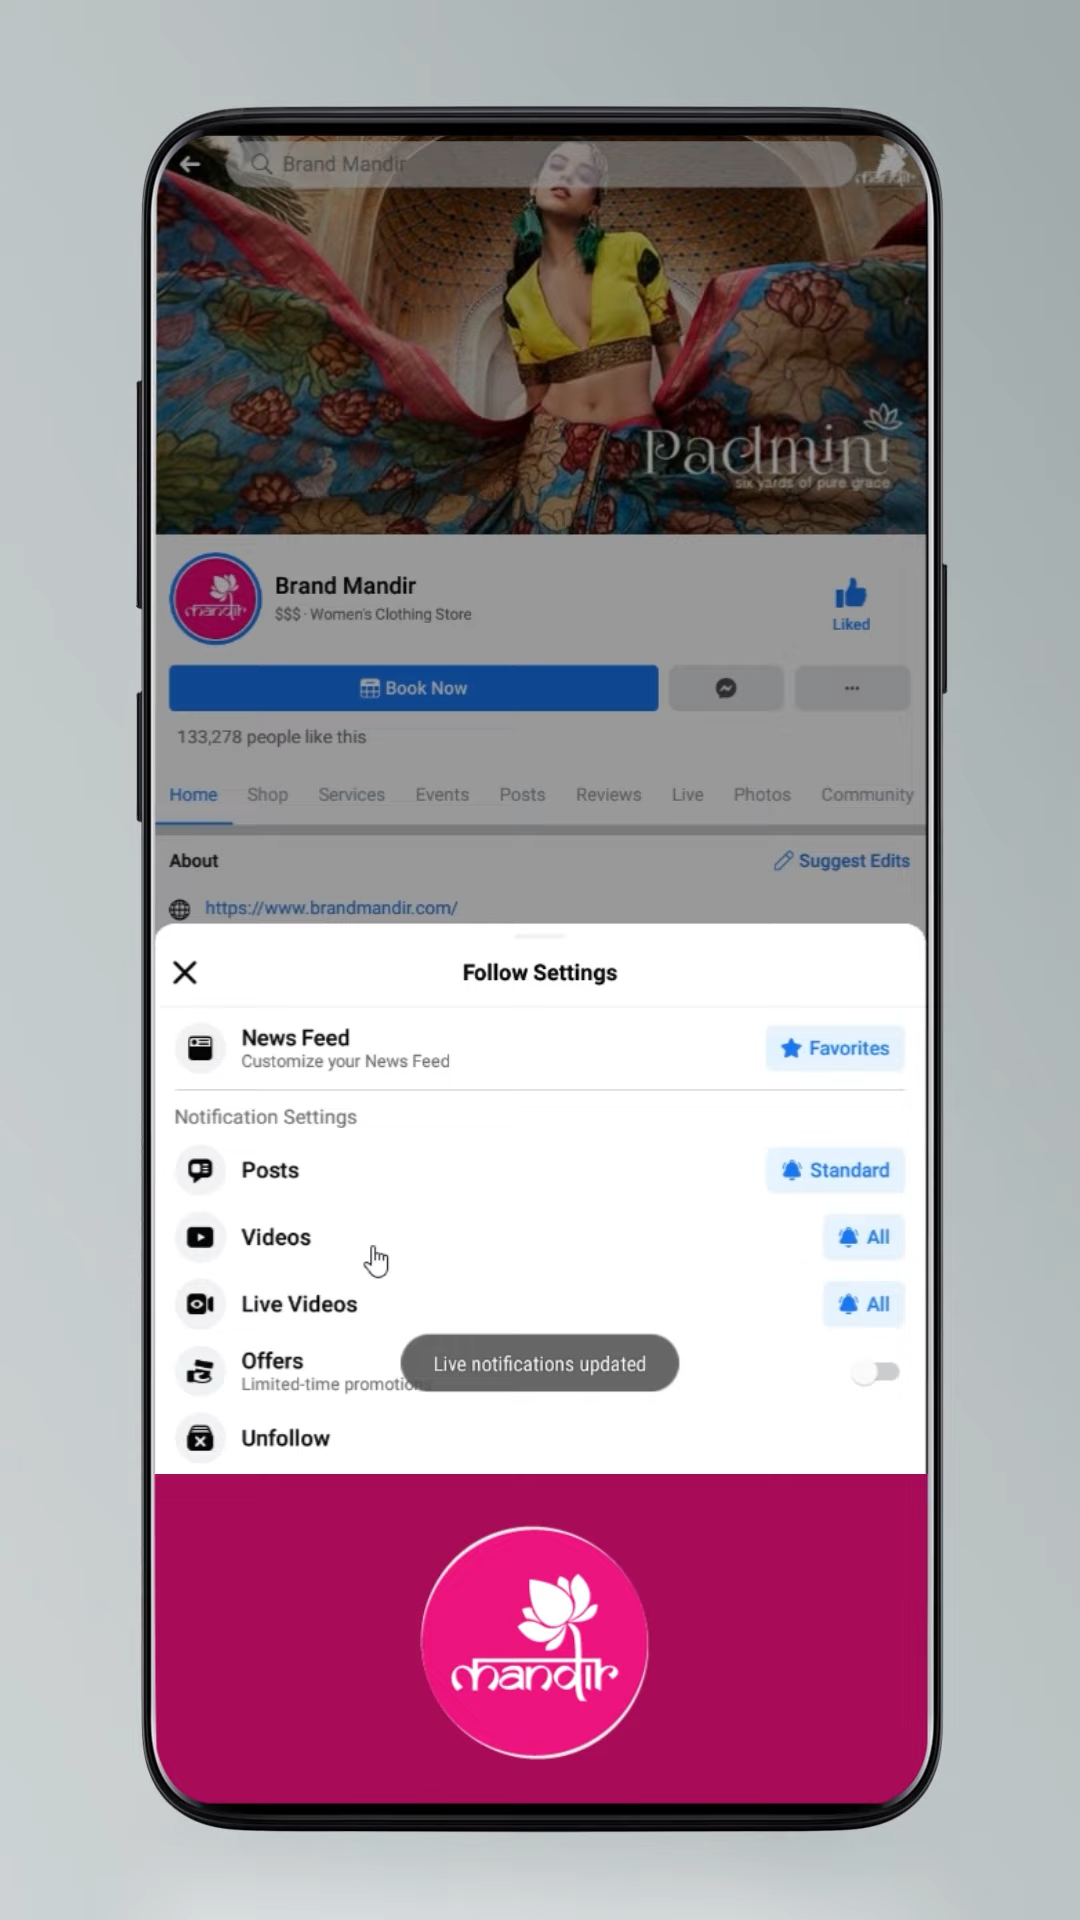 Brand Mandir
mandir
Padmini
six yards of pure grace
mandir
Brand Mandir
$$$ · Women's Clothing Store
Liked
Book Now
133,278 people like this
Home Shop Services Events Posts Reviews Live Photos Community
About
Suggest Edits
https://www.brandmandir.com/
Follow Settings
News Feed
Customize your News Feed
Favorites
Notification Settings
Posts
Standard
Videos
All
Live Videos
All
Offers
Limited-time promotions
Live notifications updated
Unfollow
mandir